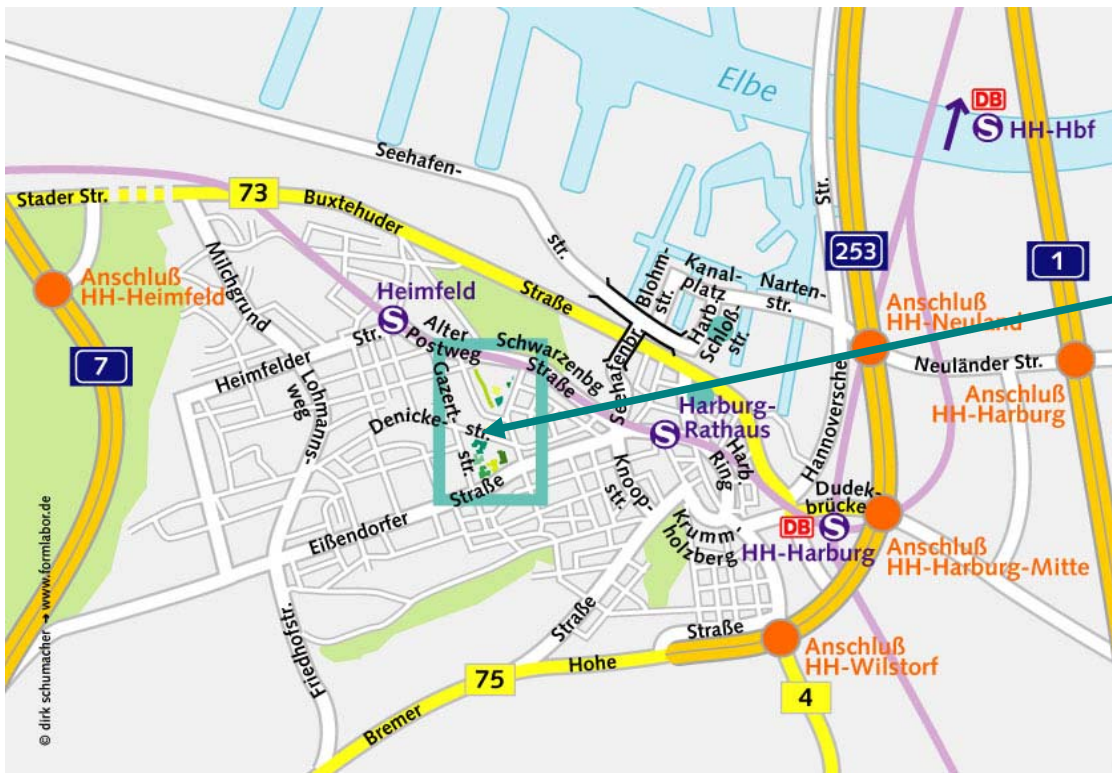 Elbe
DB
S HH-Hbf
Seehafen-
str.
Stader Str.
73
Buxtehuder
Straße
Str.
253
1
Milchgrund
Anschluß
HH-Heimfeld
7
Heimfeld
S
Blohm-
str.
Kanal-
platz
Narten-
str.
Harb.
Schloß-
str.
Anschluß
HH-Neuland
Neuländer Str.
Anschluß
HH-Harburg
Heimfelder
Str.
Alter
Postweg
Schwarzenbg
Straße
Seehafenbr.
Lohmanns-
weg
Gazert-
str.
Denicke-
str.
Harburg-
Rathaus
S
Harb.
Ring
Hannoversche
Knoop-
str.
Eißendorfer
Straße
Krumm-
holzberg
Dudek-
brücke
DB S
HH-Harburg
Anschluß
HH-Harburg-Mitte
Friedhofstr.
Straße
Straße
Anschluß
HH-Wilstorf
Hohe
75
Bremer
4
© dirk schumacher → www.formlabor.de